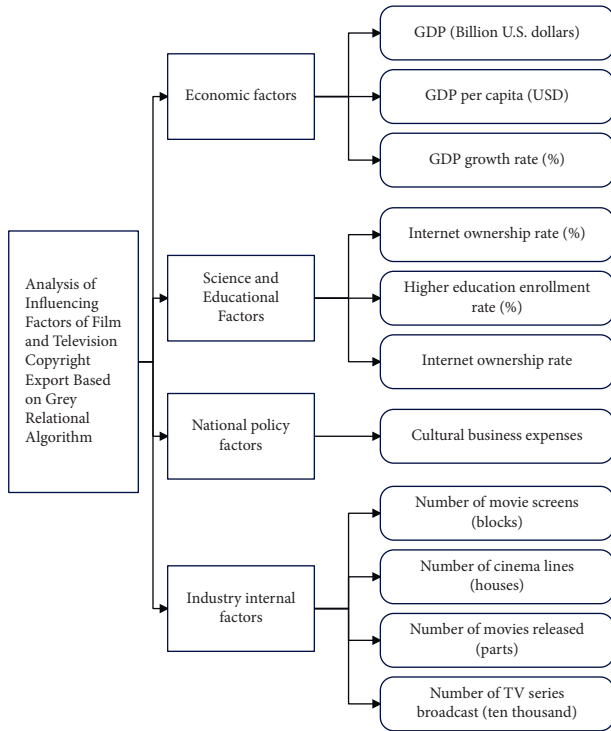 Analysis of
Influencing
Factors of Film
and Television
Copyright
Export Based
on Grey
Relational
Algorithm
Economic factors
GDP (Billion U.S. dollars)
GDP per capita (USD)
GDP growth rate (%)
Science and
Educational
Factors
Internet ownership rate (%)
Higher education enrollment
rate (%)
Internet ownership rate
National policy
factors
Cultural business expenses
Industry internal
factors
Number of movie screens
(blocks)
Number of cinema lines
(houses)
Number of movies released
(parts)
Number of TV series
broadcast (ten thousand)